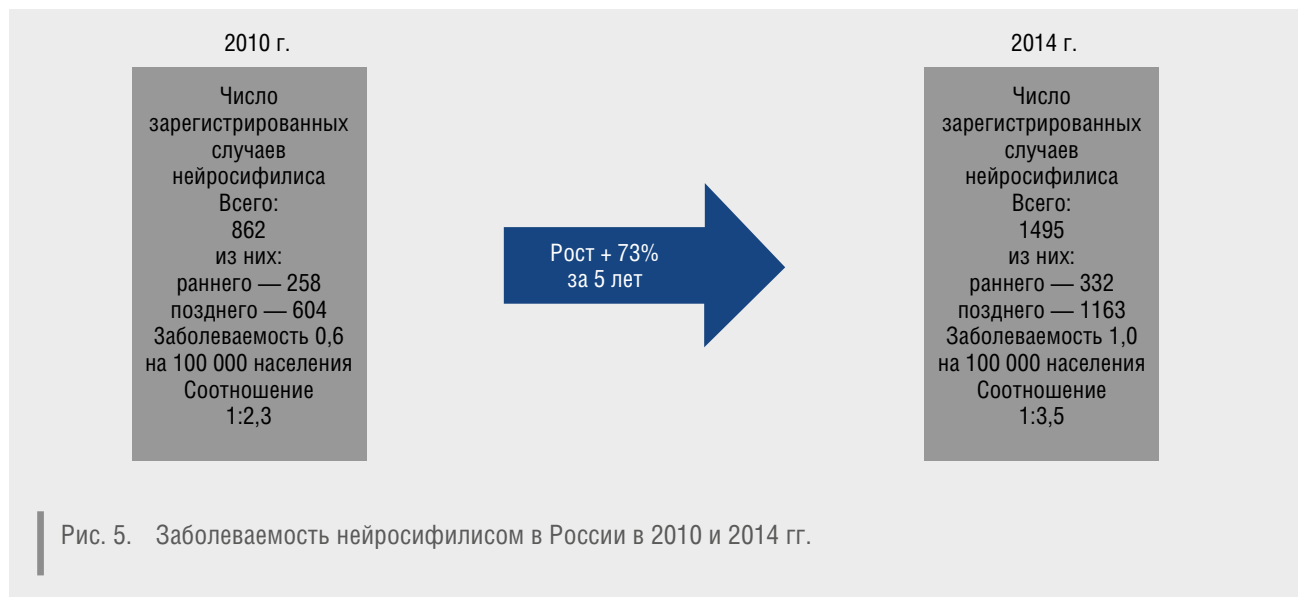 2010 г.
Число
зарегистрированных
случаев
нейросифилиса
Всего:
862
из них:
раннего — 258
позднего — 604
Заболеваемость 0,6
на 100 000 населения
Соотношение
1:2,3
Рост + 73%
за 5 лет
2014 г.
Число
зарегистрированных
случаев
нейросифилиса
Всего:
1495
из них:
раннего — 332
позднего — 1163
Заболеваемость 1,0
на 100 000 населения
Соотношение
1:3,5
Рис. 5. Заболеваемость нейросифилисом в России в 2010 и 2014 гг.